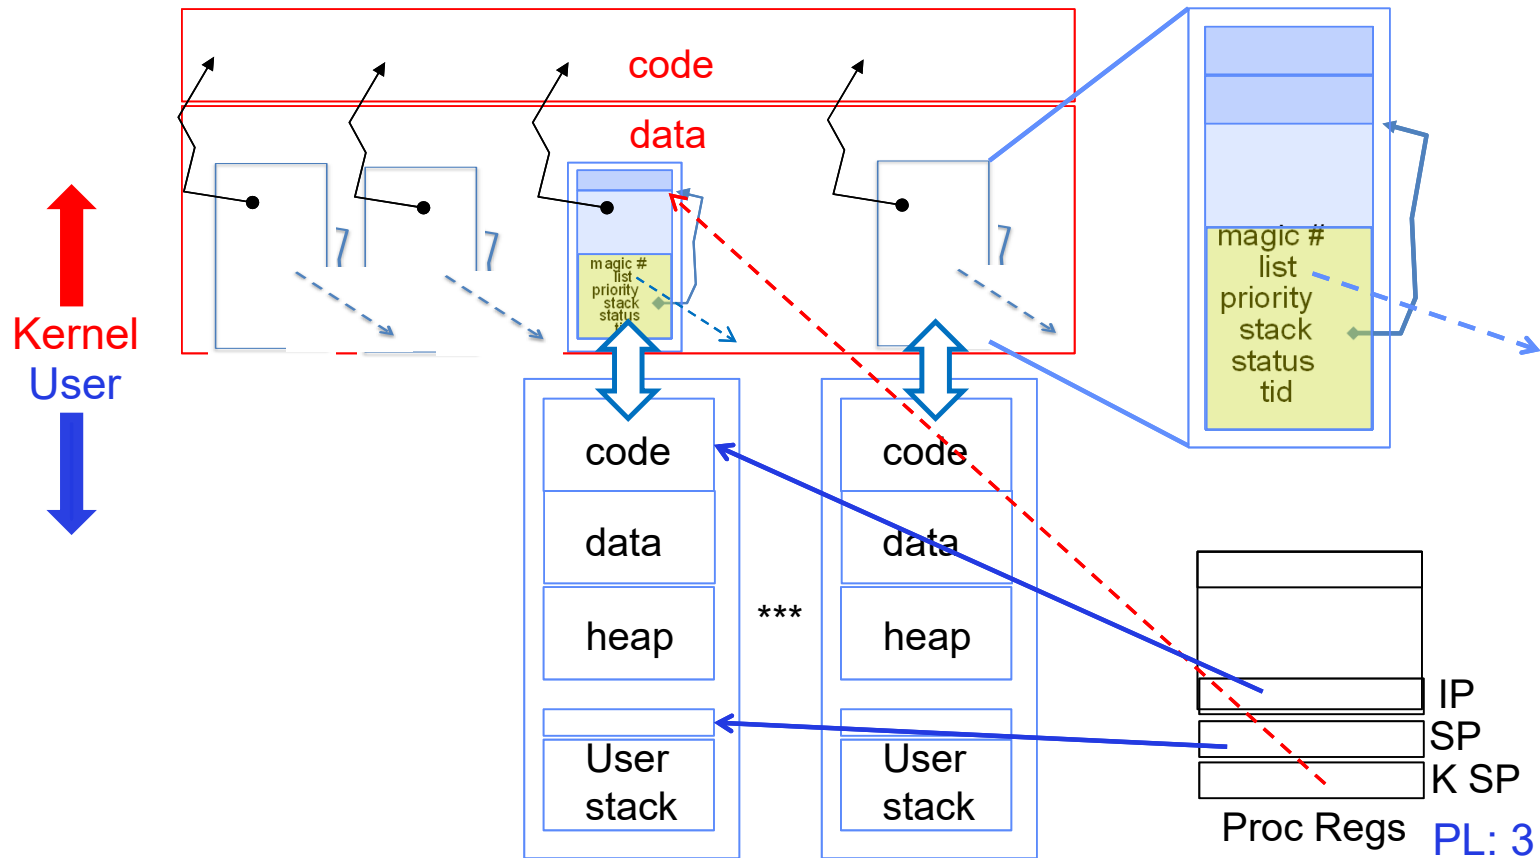 code
data
magic #
list
priority
stack
status
magic #
list
priority
stack
status
tid
Kernel
User
code
data
heap
User
stack
***
code
data
heap
User
stack
IP
SP
K SP
Proc Regs
PL: 3